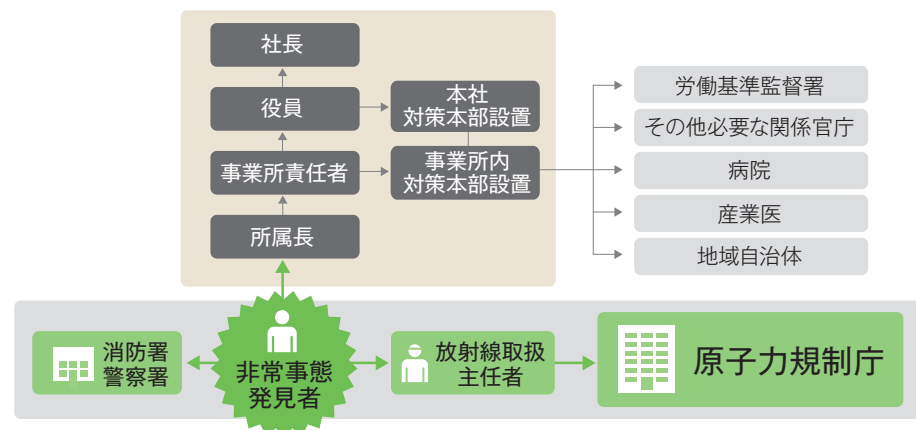 社長
役員
本社
対策本部設置
事業所責任者
事業所内
対策本部設置
所属長
労働基準監督署
その他必要な関係官庁
病院
産業医
地域自治体
消防署
警察署
非常事態
発見者
放射線取扱
主任者
原子力規制庁